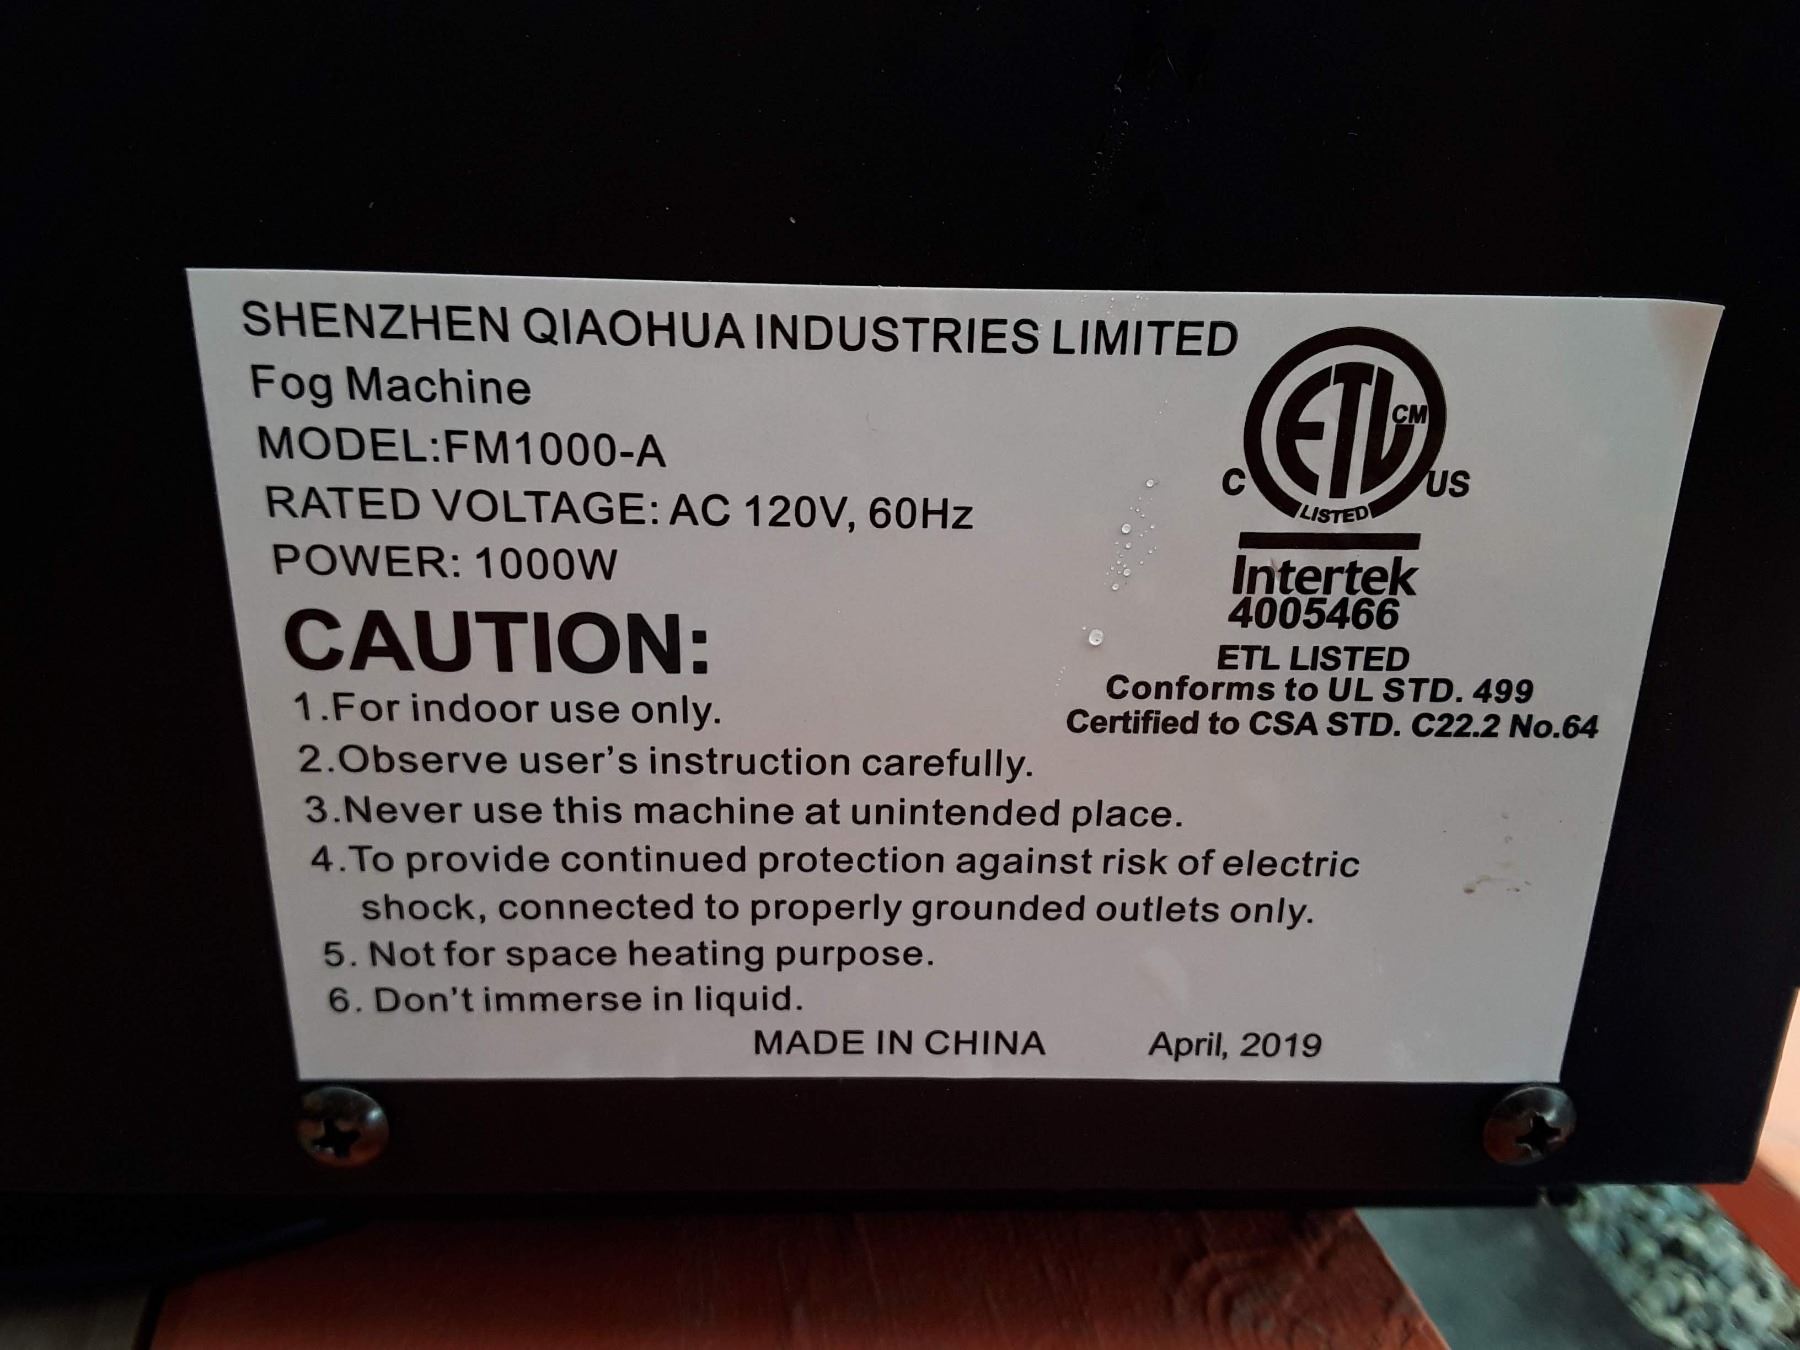 SHENZHEN QIAOHUA INDUSTRIES LIMITED
Fog Machine
MODEL:FM1000-A
RATED VOLTAGE: AC 120V, 60Hz
POWER: 1000W
CAUTION:
1.For indoor use only.
2.Observe user's instruction carefully.
3.Never use this machine at unintended place.
4.To provide continued protection against risk of electric
shock, connected to properly grounded outlets only.
5. Not for space heating purpose.
6. Don't immerse in liquid.
MADE IN CHINA April, 2019
ETL CM
C US
LISTED
Intertek
4005466
ETL LISTED
Conforms to UL STD. 499
Certified to CSA STD. C22.2 No.64